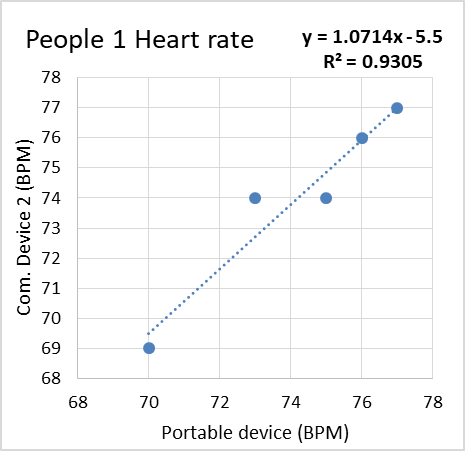 People 1 Heart rate
y = 1.0714x - 5.5
R² = 0.9305
Com. Device 2 (BPM)
78
77
76
75
74
73
72
71
70
69
68
68 70 72 74 76 78
Portable device (BPM)